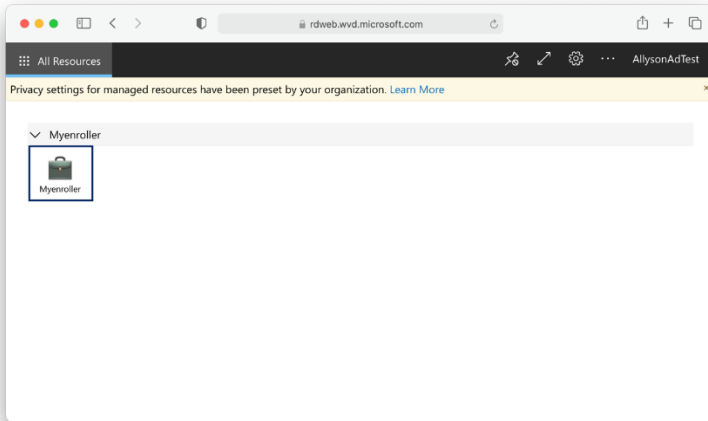 rdweb.wvd.microsoft.com
All Resources
AllysonAdTest
Privacy settings for managed resources have been preset by your organization. Learn More
Myenroller
Myenroller